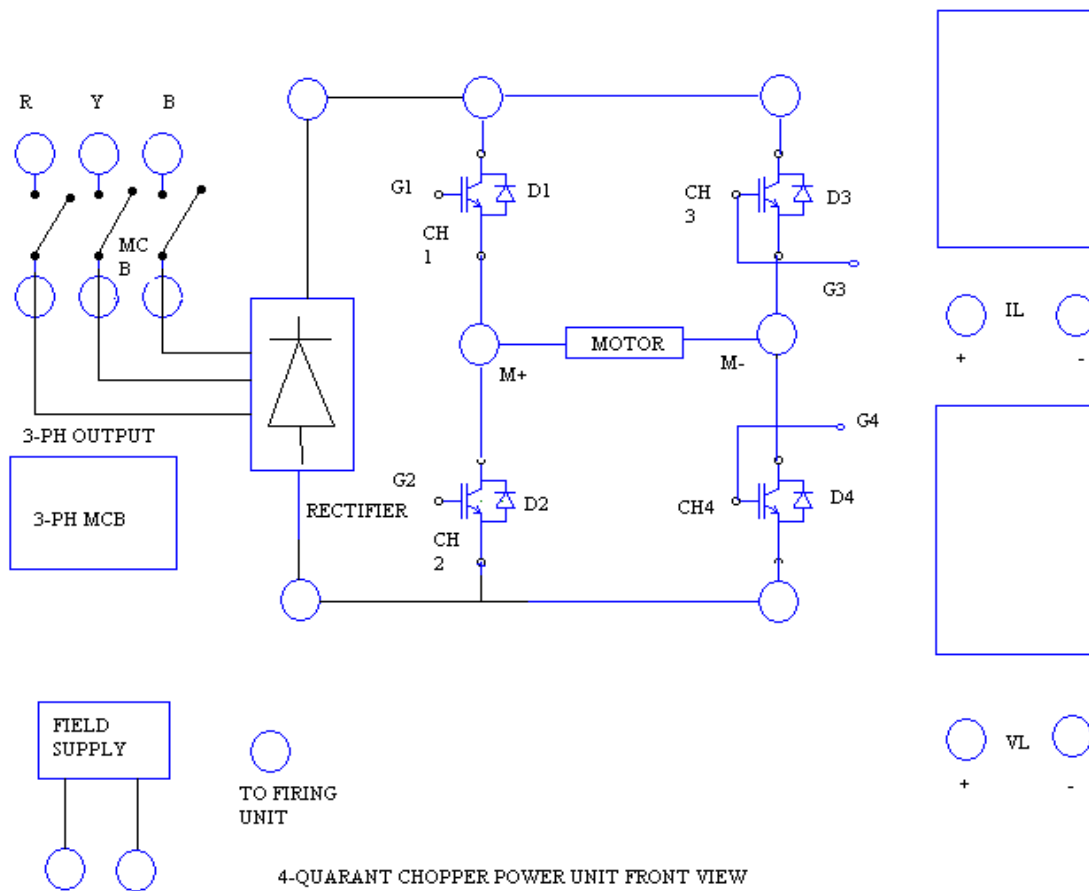 R Y B
G1
D1
CH
1
CH
3
D3
G3
MC
B
MOTOR
M+
M-
IL
+ -
3-PH OUTPUT
3-PH MCB
RECTIFIER
G2
D2
CH
2
G4
CH4
D4
FIELD
SUPPLY
TO FIRING
UNIT
VL
+ -
4-QUARANT CHOPPER POWER UNIT FRONT VIEW